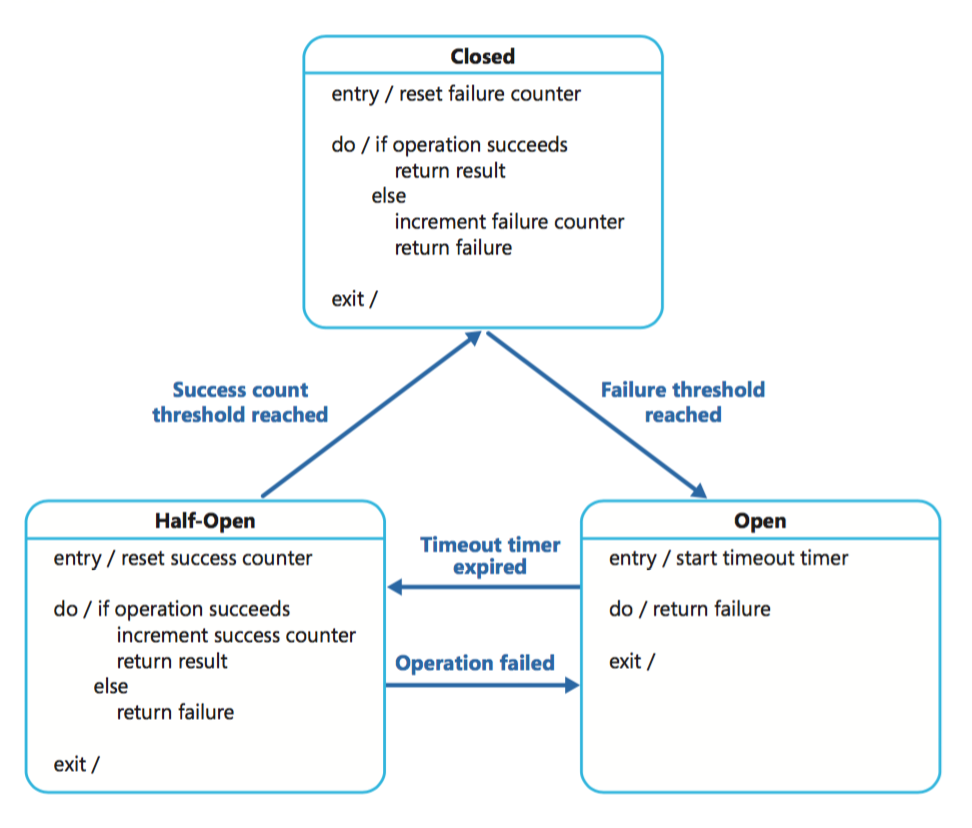 Closed
entry / reset failure counter
do / if operation succeeds
return result
else
increment failure counter
return failure
exit /
Success count
threshold reached
Failure threshold
reached
Half-Open
entry / reset success counter
do / if operation succeeds
increment success counter
return result
else
return failure
exit /
Timeout timer
expired
Operation failed
Open
entry / start timeout timer
do / return failure
exit /